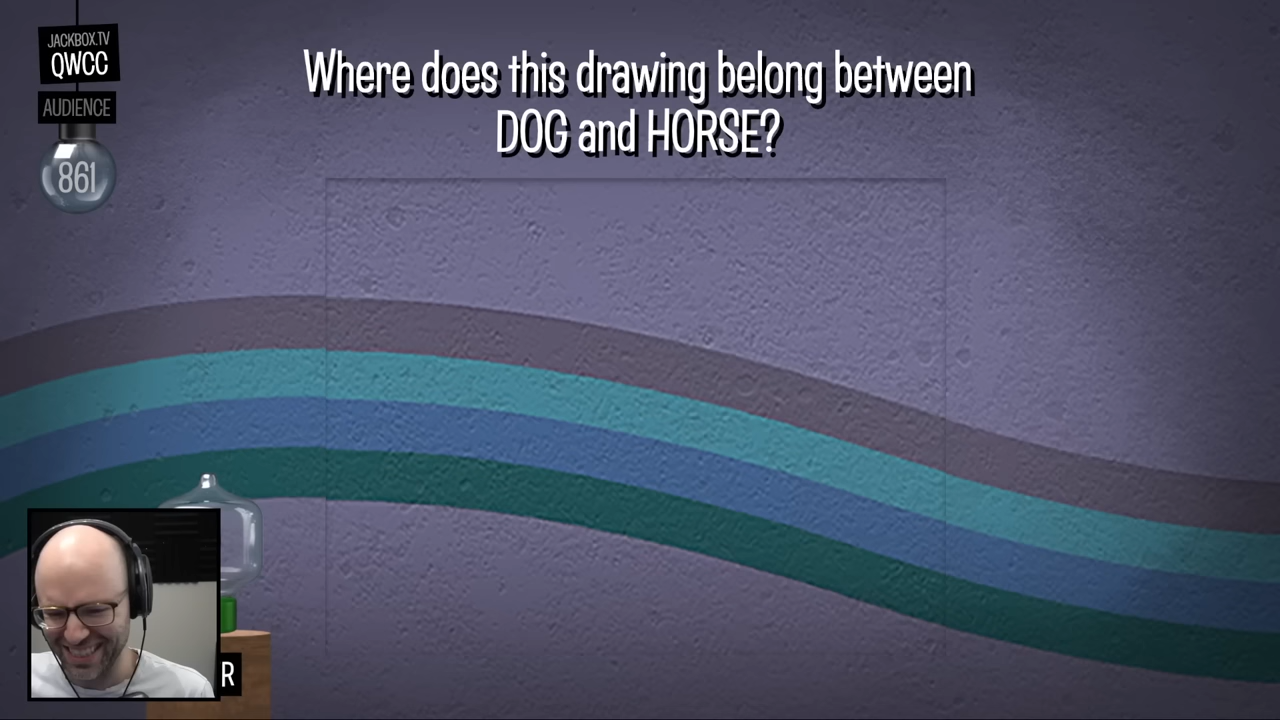 JACKBOX.TV
QWCC
AUDIENCE
861
Where does this drawing belong between
DOG and HORSE?
R